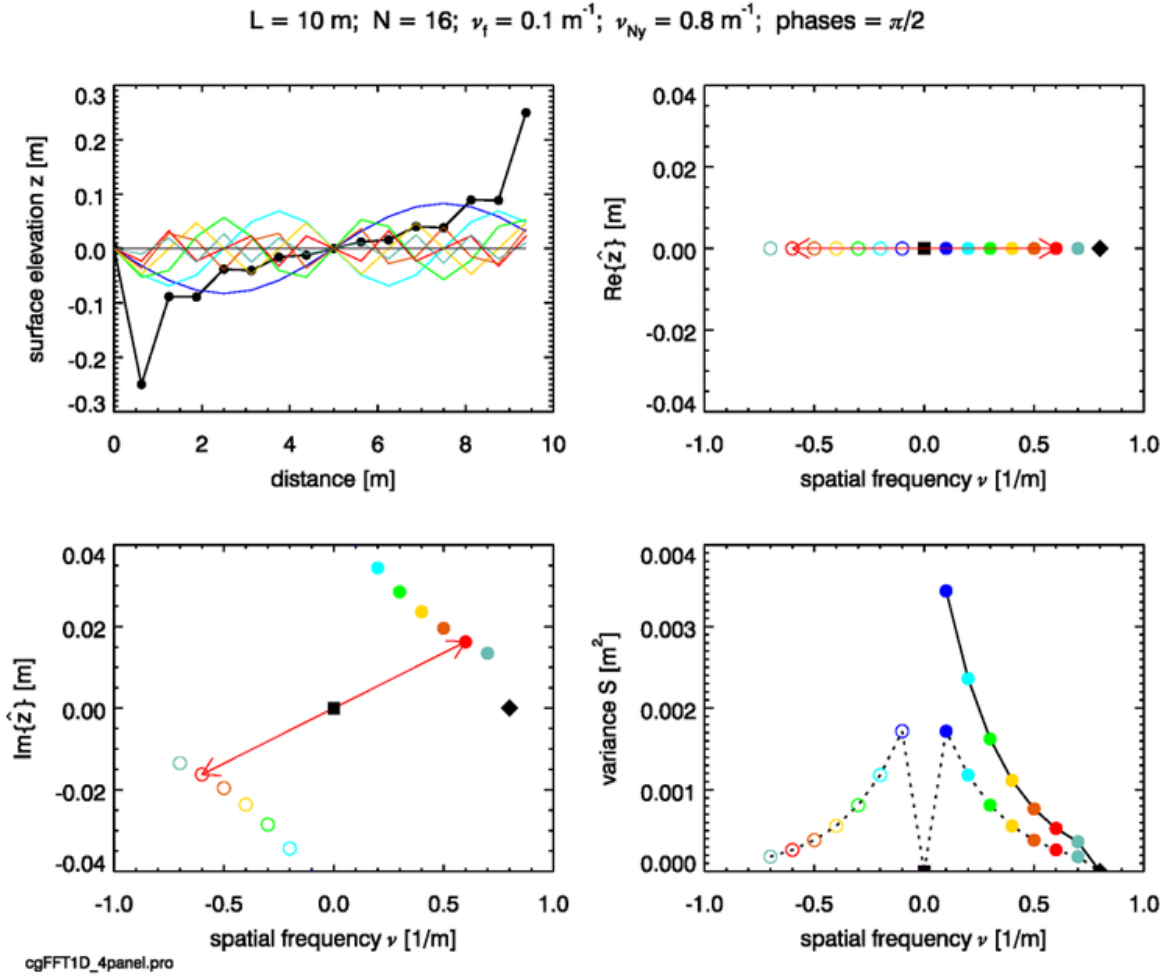 L = 10 m;  N = 16;  ν_f = 0.1 m⁻¹;  ν_Ny = 0.8 m⁻¹;  phases = π/2
surface elevation z [m]
0.3
0.2
0.1
0.0
-0.1
-0.2
-0.3
0 2 4 6 8 10
distance [m]
Re{ẑ} [m]
0.04
0.02
0.00
-0.02
-0.04
-1.0 -0.5 0.0 0.5 1.0
spatial frequency ν [1/m]
Im{ẑ} [m]
0.04
0.02
0.00
-0.02
-0.04
-1.0 -0.5 0.0 0.5 1.0
spatial frequency ν [1/m]
variance S [m²]
0.004
0.003
0.002
0.001
0.000
-1.0 -0.5 0.0 0.5 1.0
spatial frequency ν [1/m]
cgFFT1D_4panel.pro